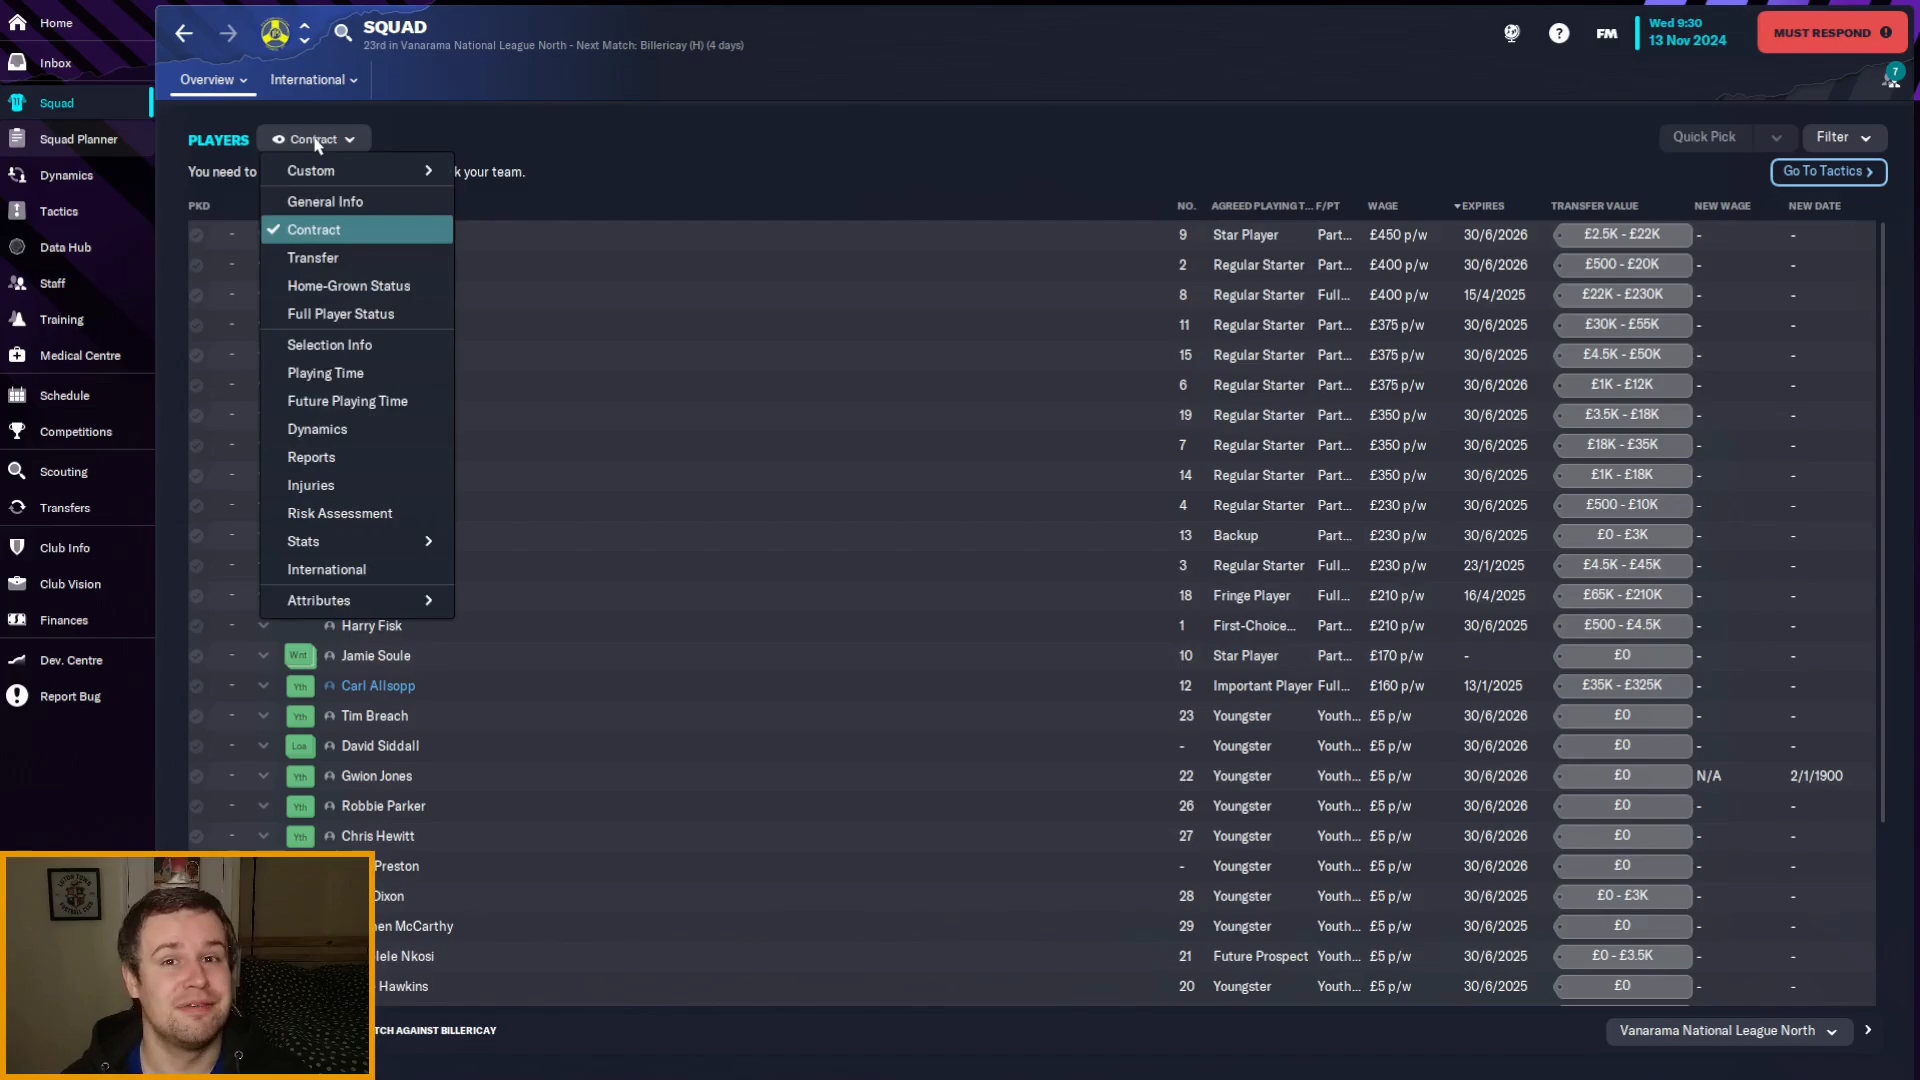 Home
SQUAD
23rd in Vanarama National League North - Next Match: Billericay (H) (4 days)
FM
Wed 9:30
13 Nov 2024
MUST RESPOND
Inbox
Overview
International
7
Squad
Squad Planner
Dynamics
Tactics
Data Hub
Staff
Training
Medical Centre
Schedule
Competitions
Scouting
Transfers
Club Info
Club Vision
Finances
Dev. Centre
Report Bug
PLAYERS
Contract
Quick Pick
Filter
You need to
k your team.
Go To Tactics
Custom
General Info
Contract
Transfer
Home-Grown Status
Full Player Status
Selection Info
Playing Time
Future Playing Time
Dynamics
Reports
Injuries
Risk Assessment
Stats
International
Attributes
PKD NO. AGREED PLAYING T... F/PT WAGE EXPIRES TRANSFER VALUE NEW WAGE NEW DATE
- 9 Star Player Part... £450 p/w 30/6/2026 £2.5K - £22K - -
- 2 Regular Starter Part... £400 p/w 30/6/2026 £500 - £20K - -
- 8 Regular Starter Full... £400 p/w 15/4/2025 £22K - £230K - -
- 11 Regular Starter Part... £375 p/w 30/6/2025 £30K - £55K - -
- 15 Regular Starter Part... £375 p/w 30/6/2025 £4.5K - £50K - -
- 6 Regular Starter Part... £375 p/w 30/6/2026 £1K - £12K - -
- 19 Regular Starter Part... £350 p/w 30/6/2025 £3.5K - £18K - -
- 7 Regular Starter Part... £350 p/w 30/6/2025 £18K - £35K - -
- 14 Regular Starter Part... £350 p/w 30/6/2025 £1K - £18K - -
- 4 Regular Starter Part... £230 p/w 30/6/2025 £500 - £10K - -
- 13 Backup Part... £230 p/w 30/6/2025 £0 - £3K - -
- 3 Regular Starter Full... £230 p/w 23/1/2025 £4.5K - £45K - -
- 18 Fringe Player Full... £210 p/w 16/4/2025 £65K - £210K - -
- Harry Fisk 1 First-Choice... Part... £210 p/w 30/6/2025 £500 - £4.5K - -
- Wnt Jamie Soule 10 Star Player Part... £170 p/w - £0 - -
- Yth Carl Allsopp 12 Important Player Full... £160 p/w 13/1/2025 £35K - £325K - -
- Yth Tim Breach 23 Youngster Youth... £5 p/w 30/6/2026 £0 - -
- Loa David Siddall - Youngster Youth... £5 p/w 30/6/2026 £0 - -
- Yth Gwion Jones 22 Youngster Youth... £5 p/w 30/6/2026 £0 N/A 2/1/1900
- Yth Robbie Parker 26 Youngster Youth... £5 p/w 30/6/2026 £0 - -
- Yth Chris Hewitt 27 Youngster Youth... £5 p/w 30/6/2026 £0 - -
Preston - Youngster Youth... £5 p/w 30/6/2026 £0 - -
Dixon 28 Youngster Youth... £5 p/w 30/6/2026 £0 - £3K - -
en McCarthy 29 Youngster Youth... £5 p/w 30/6/2026 £0 - -
lele Nkosi 21 Future Prospect Youth... £5 p/w 30/6/2025 £0 - £3.5K - -
Hawkins 20 Youngster Youth... £5 p/w 30/6/2025 £0 - -
TCH AGAINST BILLERICAY
Vanarama National League North
LUTON TOWN